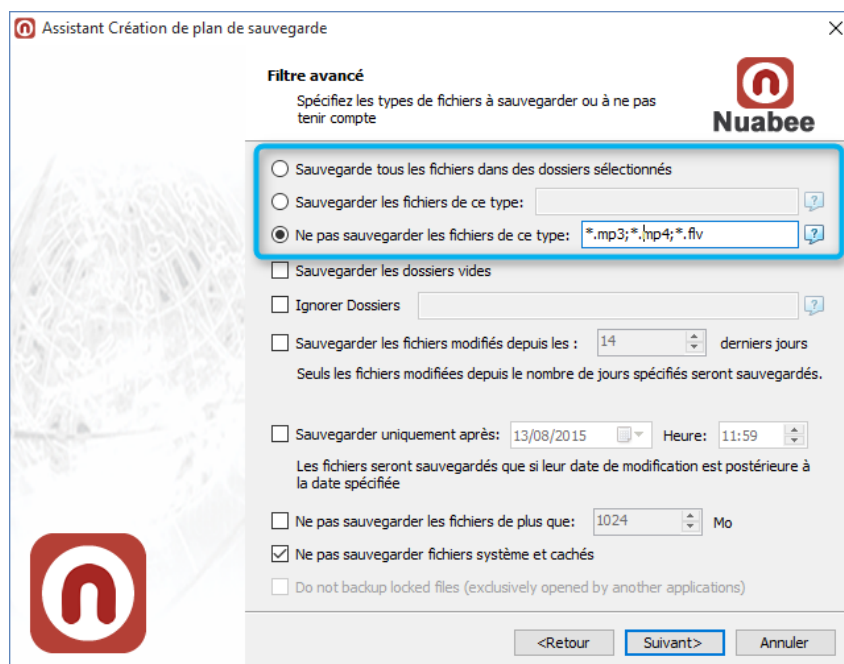 Assistant Création de plan de sauvegarde
Filtre avancé
Spécifiez les types de fichiers à sauvegarder ou à ne pas
tenir compte
Nuabee
Sauvegarde tous les fichiers dans des dossiers sélectionnés
Sauvegarder les fichiers de ce type:
?
Ne pas sauvegarder les fichiers de ce type: *.mp3;*.mp4;*.flv
?
Sauvegarder les dossiers vides
Ignorer Dossiers
?
Sauvegarder les fichiers modifiés depuis les : 14 derniers jours
Seuls les fichiers modifiées depuis le nombre de jours spécifiés seront sauvegardés.
Sauvegarder uniquement après: 13/08/2015 Heure: 11:59
Les fichiers seront sauvegardés que si leur date de modification est postérieure à
la date spécifiée
Ne pas sauvegarder les fichiers de plus que: 1024 Mo
Ne pas sauvegarder fichiers système et cachés
Do not backup locked files (exclusively opened by another applications)
<Retour Suivant> Annuler